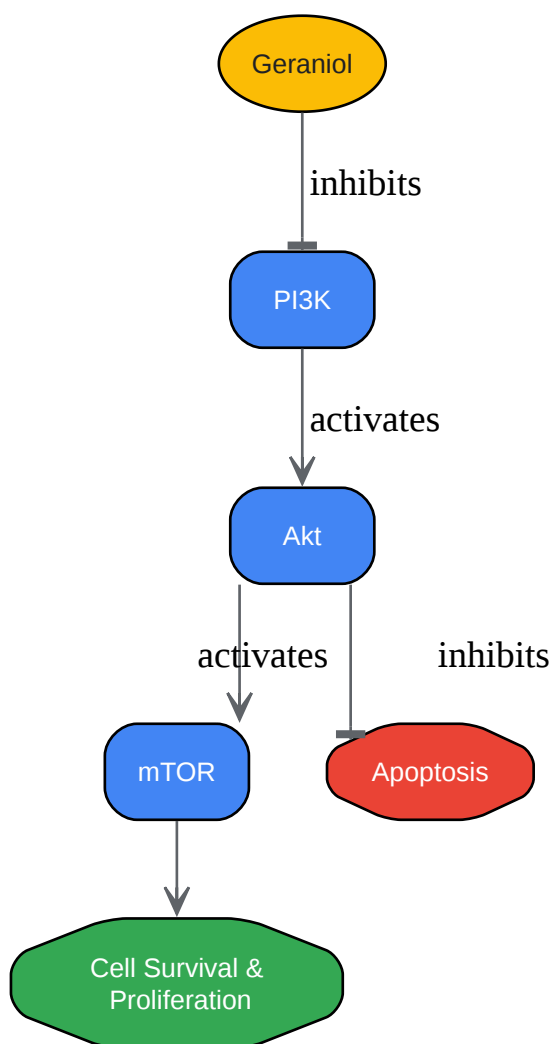 Geraniol
inhibits
PI3K
activates
Akt
activates
inhibits
mTOR
Apoptosis
Cell Survival &
Proliferation